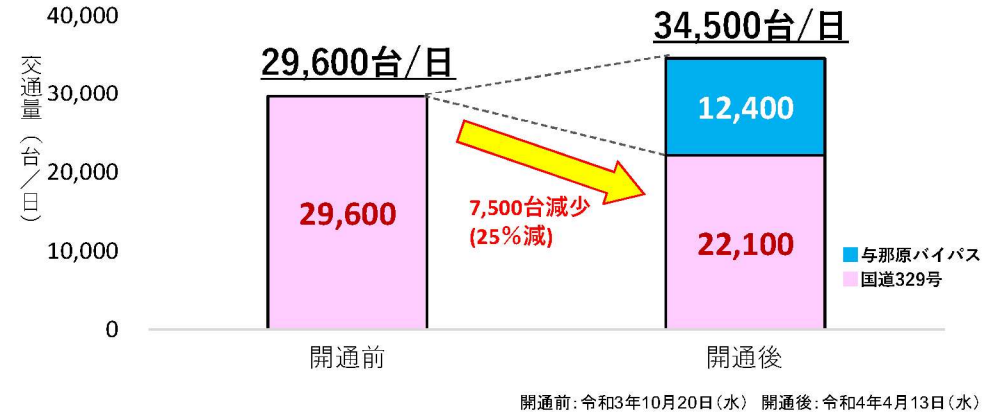 交通量（台／日）
40,000
30,000
20,000
10,000
0
29,600台/日
29,600
7,500台減少
(25%減)
34,500台/日
12,400
22,100
与那原バイパス
国道329号
開通前
開通後
開通前：令和3年10月20日（水） 開通後：令和4年4月13日（水）